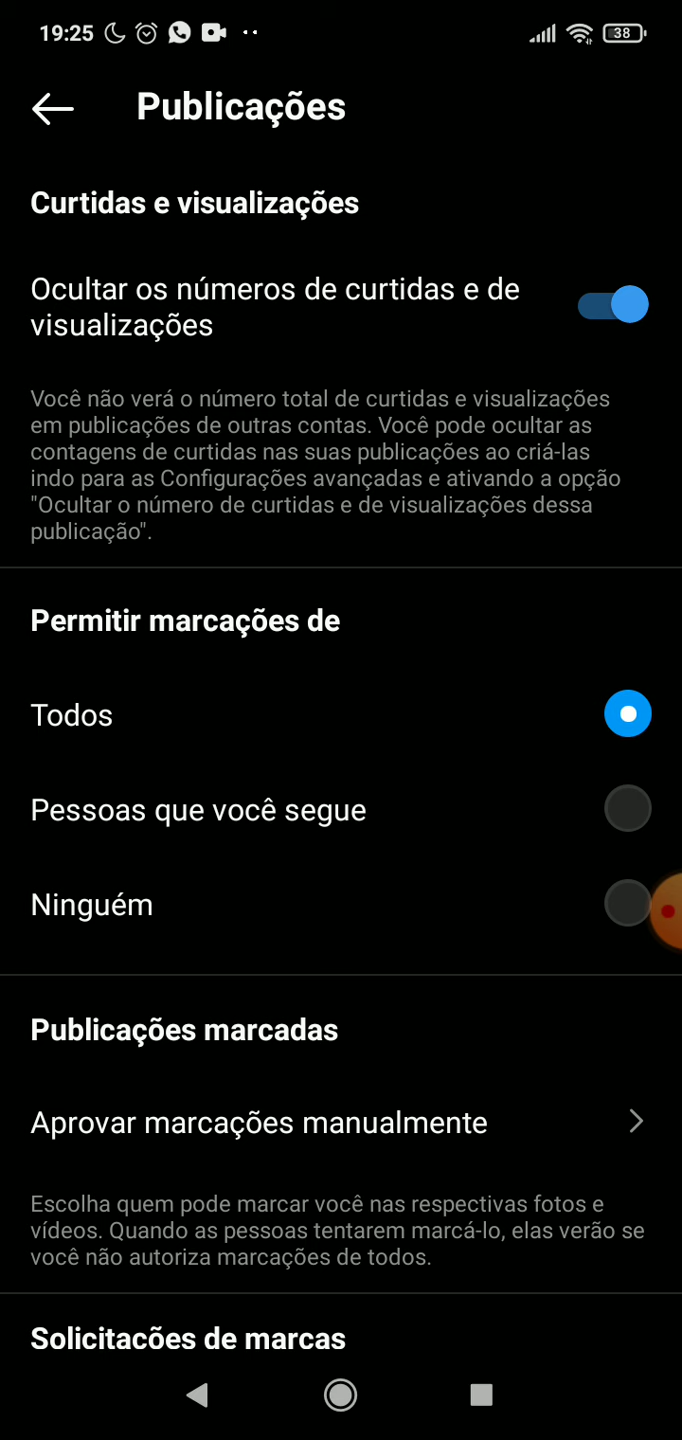 19:25
38
Publicações
Curtidas e visualizações
Ocultar os números de curtidas e de
visualizações
Você não verá o número total de curtidas e visualizações
em publicações de outras contas. Você pode ocultar as
contagens de curtidas nas suas publicações ao criá-las
indo para as Configurações avançadas e ativando a opção
"Ocultar o número de curtidas e de visualizações dessa
publicação".
Permitir marcações de
Todos
Pessoas que você segue
Ninguém
Publicações marcadas
Aprovar marcações manualmente
Escolha quem pode marcar você nas respectivas fotos e
vídeos. Quando as pessoas tentarem marcá-lo, elas verão se
você não autoriza marcações de todos.
Solicitações de marcas